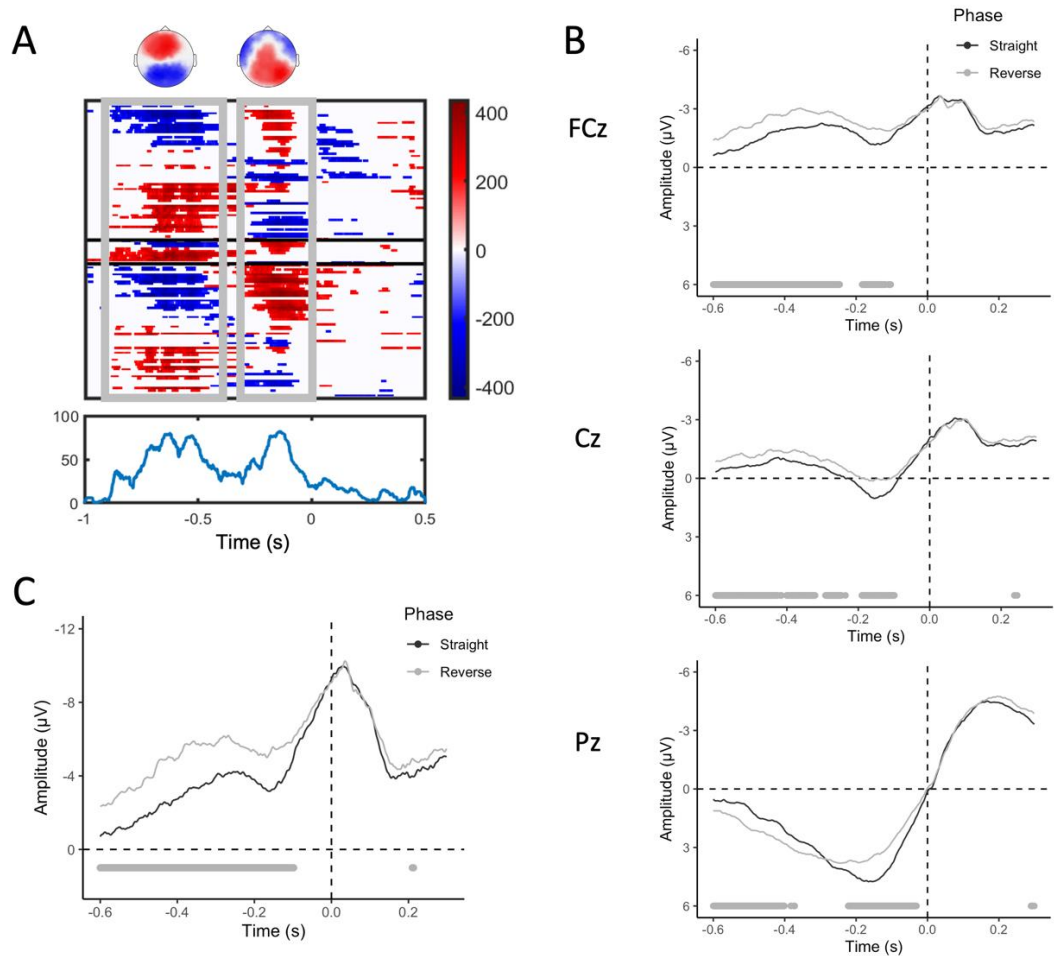 A
400
200
0
-200
-400
100
50
0
-1
-0.5
0
0.5
Time (s)
B
Phase
Straight
Reverse
FCz
Amplitude (µV)
-6
-3
0
3
6
-0.6
-0.4
-0.2
0.0
0.2
Time (s)
Cz
Amplitude (µV)
-6
-3
0
3
6
-0.6
-0.4
-0.2
0.0
0.2
Time (s)
Pz
Amplitude (µV)
-6
-3
0
3
6
-0.6
-0.4
-0.2
0.0
0.2
Time (s)
C
Phase
Straight
Reverse
Amplitude (µV)
-12
-8
-4
0
-0.6
-0.4
-0.2
0.0
0.2
Time (s)